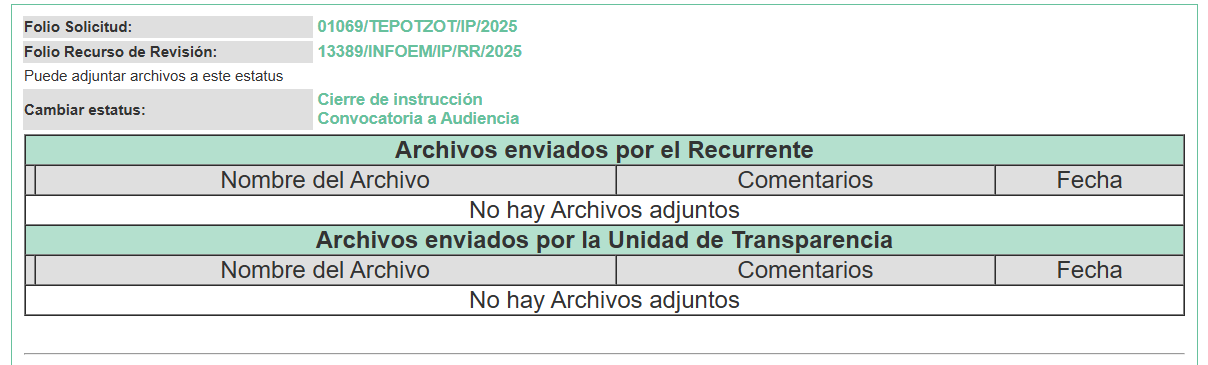 Folio Solicitud: 01069/TEPOTZOT/IP/2025
Folio Recurso de Revisión: 13389/INFOEM/IP/RR/2025
Puede adjuntar archivos a este estatus
Cambiar estatus: Cierre de instrucción
Convocatoria a Audiencia
Archivos enviados por el Recurrente
Nombre del Archivo Comentarios Fecha
No hay Archivos adjuntos
Archivos enviados por la Unidad de Transparencia
Nombre del Archivo Comentarios Fecha
No hay Archivos adjuntos